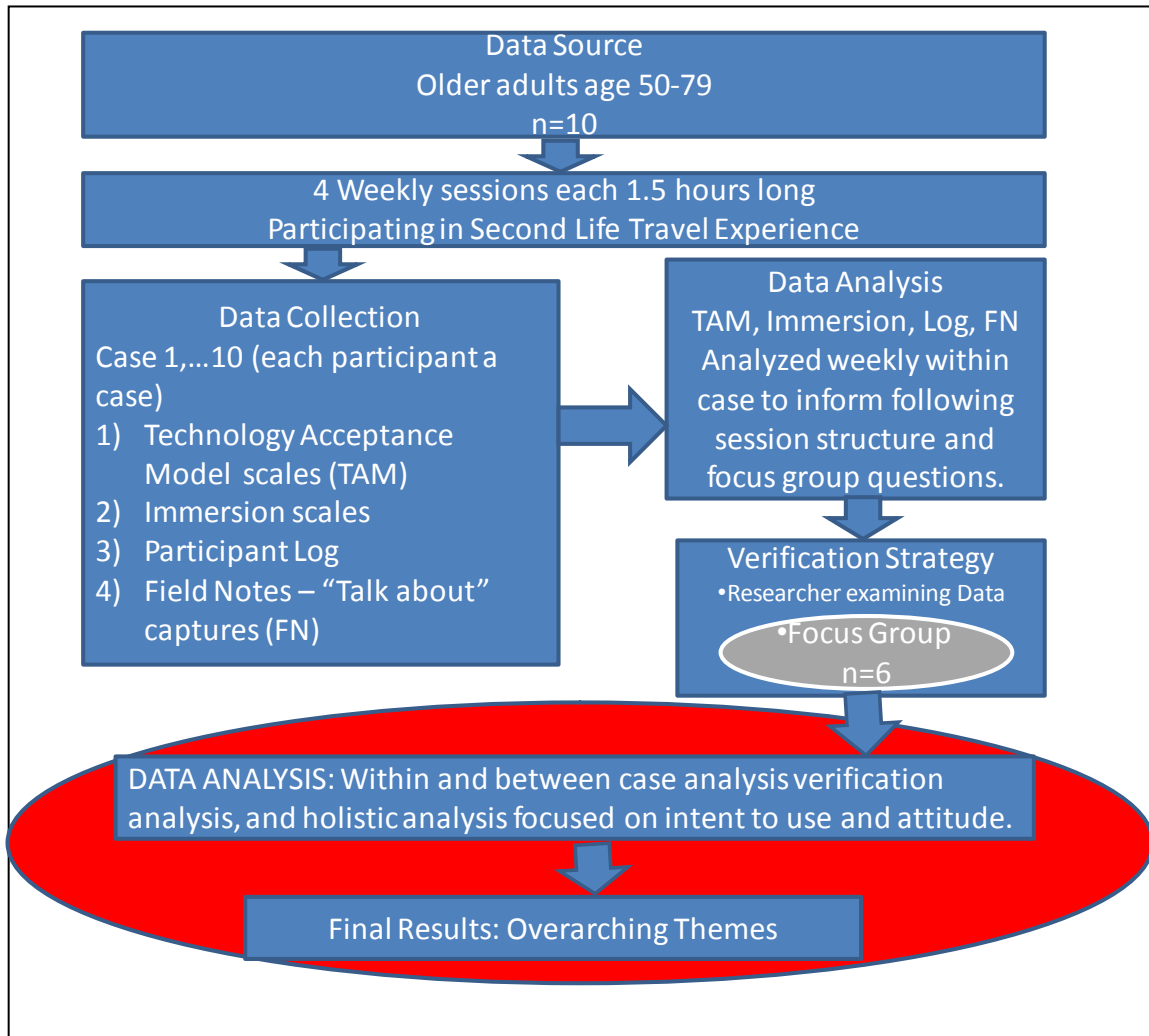 Data Source
Older adults age 50-79
n=10
4 Weekly sessions each 1.5 hours long
Participating in Second Life Travel Experience
Data Collection
Case 1,...10 (each participant a
case)
1) Technology Acceptance
Model scales (TAM)
2) Immersion scales
3) Participant Log
4) Field Notes – “Talk about”
captures (FN)
Data Analysis
TAM, Immersion, Log, FN
Analyzed weekly within
case to inform following
session structure and
focus group questions.
Verification Strategy
•Researcher examining Data
•Focus Group
n=6
DATA ANALYSIS: Within and between case analysis verification
analysis, and holistic analysis focused on intent to use and attitude.
Final Results: Overarching Themes